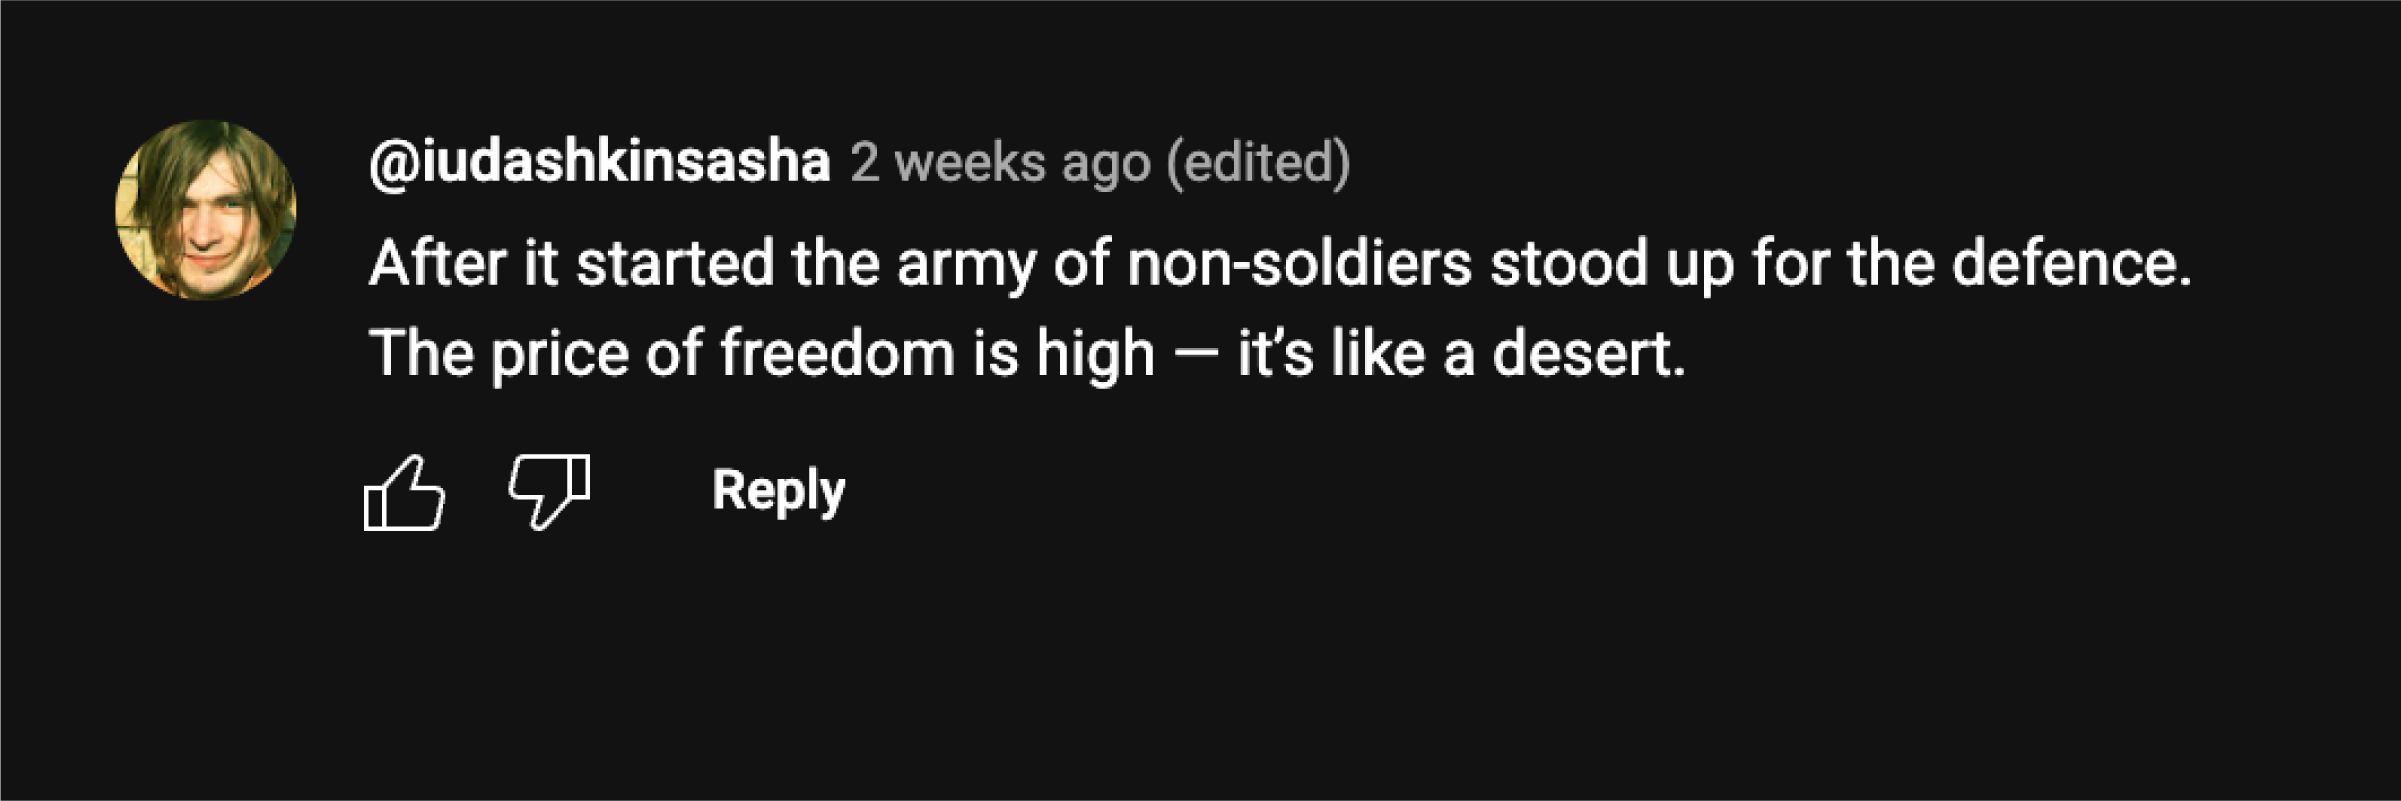 @iudashkinsasha 2 weeks ago (edited)
After it started the army of non-soldiers stood up for the defence.
The price of freedom is high — it’s like a desert.
Reply